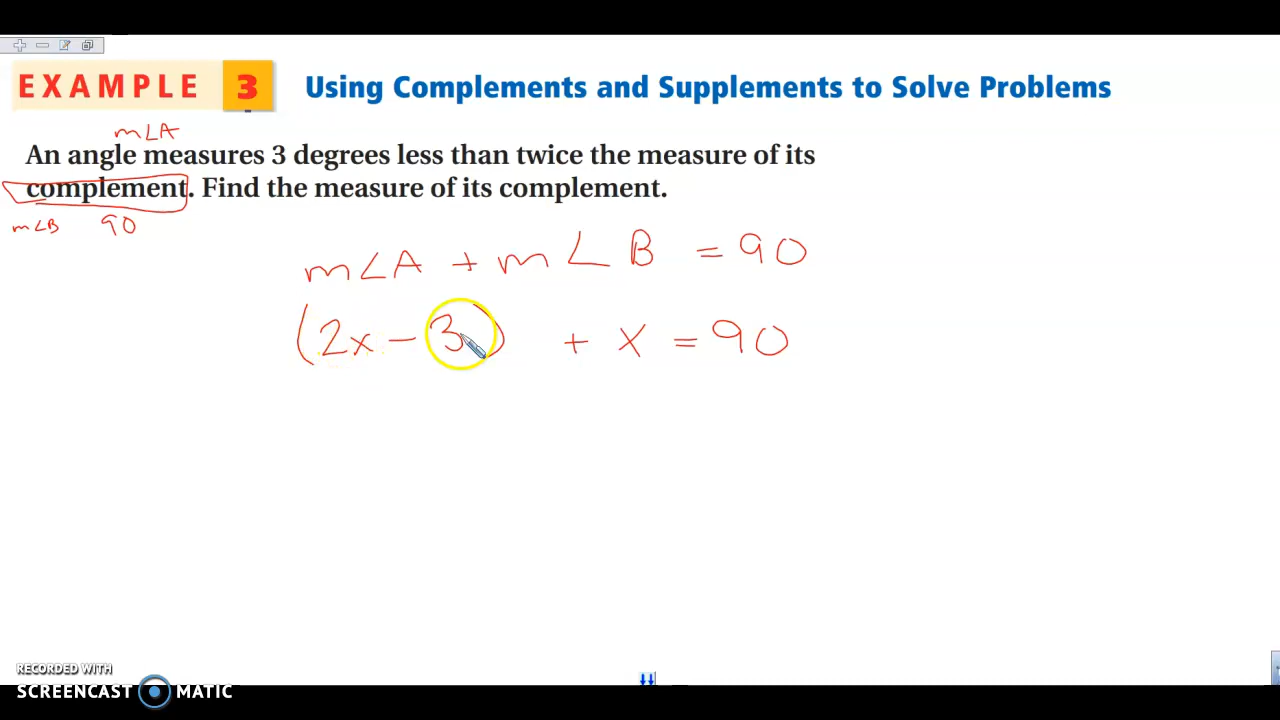 EXAMPLE 3 Using Complements and Supplements to Solve Problems
m∠A
An angle measures 3 degrees less than twice the measure of its
complement. Find the measure of its complement.
m∠B 90
m∠A + m∠B = 90
(2x - 3) + x = 90
RECORDED WITH
SCREENCAST MATIC